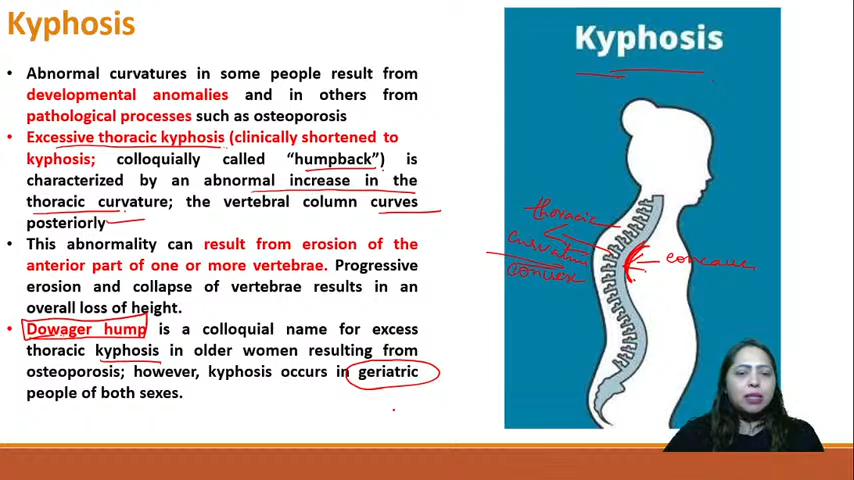 Kyphosis
• Abnormal curvatures in some people result from
developmental anomalies and in others from
pathological processes such as osteoporosis
• Excessive thoracic kyphosis (clinically shortened to
kyphosis; colloquially called “humpback”) is
characterized by an abnormal increase in the
thoracic curvature; the vertebral column curves
posteriorly
• This abnormality can result from erosion of the
anterior part of one or more vertebrae. Progressive
erosion and collapse of vertebrae results in an
overall loss of height.
• Dowager hump is a colloquial name for excess
thoracic kyphosis in older women resulting from
osteoporosis; however, kyphosis occurs in geriatric
people of both sexes.
Kyphosis
thoracic
convex
concave